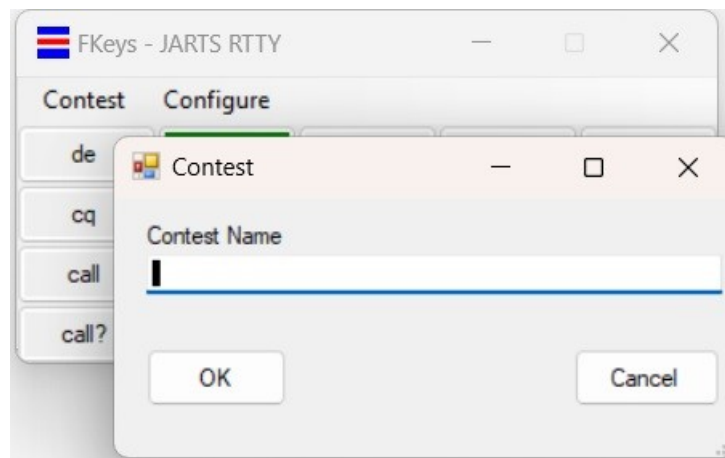 FKeys - JARTS RTTY
Contest Configure
de
cq
call
call?
Contest
Contest Name
OK Cancel